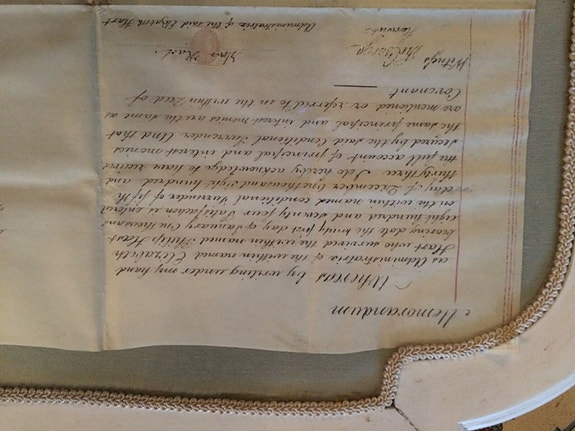 Memorandum
Whereas by writing under my hand
as Administratrix of the within named Elizabeth
Hart who survived the within named Philip Hart
bearing date the thirty first day of January One thousand
eight hundred and seventy four Satisfaction is entered
on the within named conditional Surrender of the
day of December One thousand eight hundred and
thirty three I do hereby acknowledge to have received
the full account of principal and interest monies
secured by the said Conditional Surrender And that
the same principal and interest monies are the same as
are mentioned or referred to in the within Deed of
Covenant
Witness Hart
Administratrix of the said Elizabeth Hart